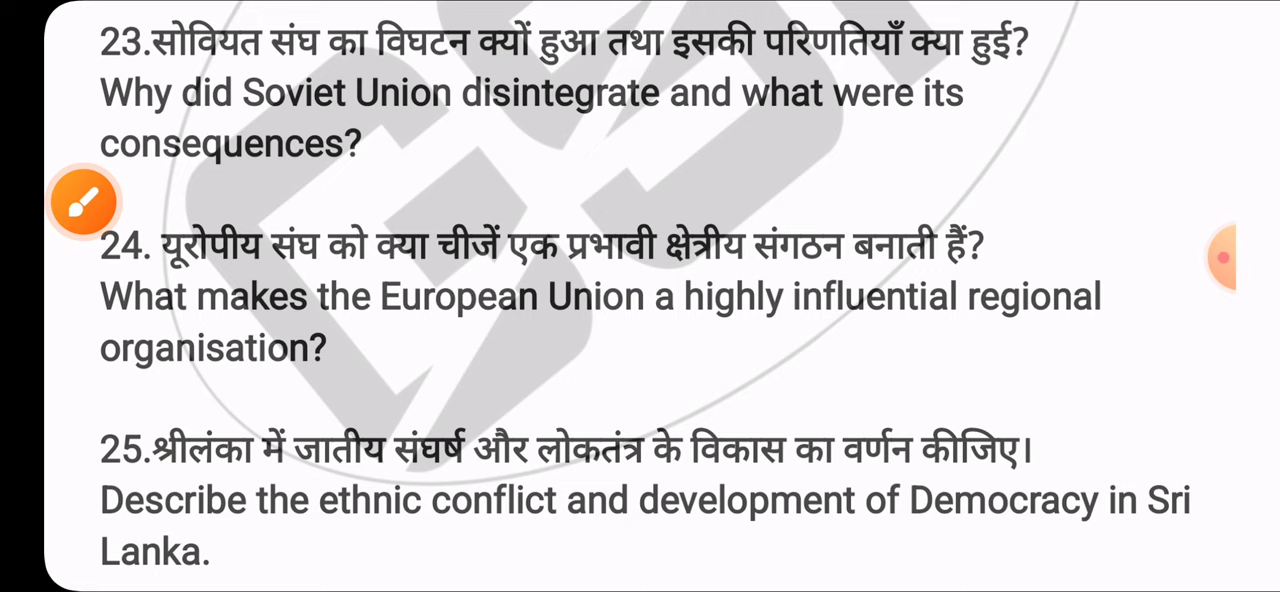 23.सोवियत संघ का विघटन क्यों हुआ तथा इसकी परिणतियाँ क्या हुई?
Why did Soviet Union disintegrate and what were its
consequences?
24. यूरोपीय संघ को क्या चीजें एक प्रभावी क्षेत्रीय संगठन बनाती हैं?
What makes the European Union a highly influential regional
organisation?
25.श्रीलंका में जातीय संघर्ष और लोकतंत्र के विकास का वर्णन कीजिए।
Describe the ethnic conflict and development of Democracy in Sri
Lanka.